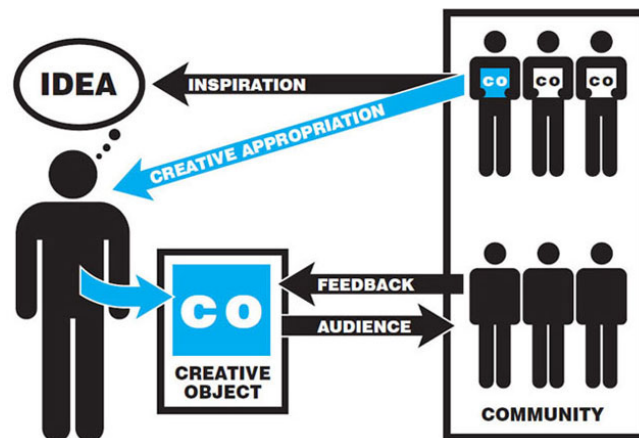 IDEA
INSPIRATION
CO CO CO
CREATIVE APPROPRIATION
FEEDBACK
CO
AUDIENCE
CREATIVE
OBJECT
COMMUNITY